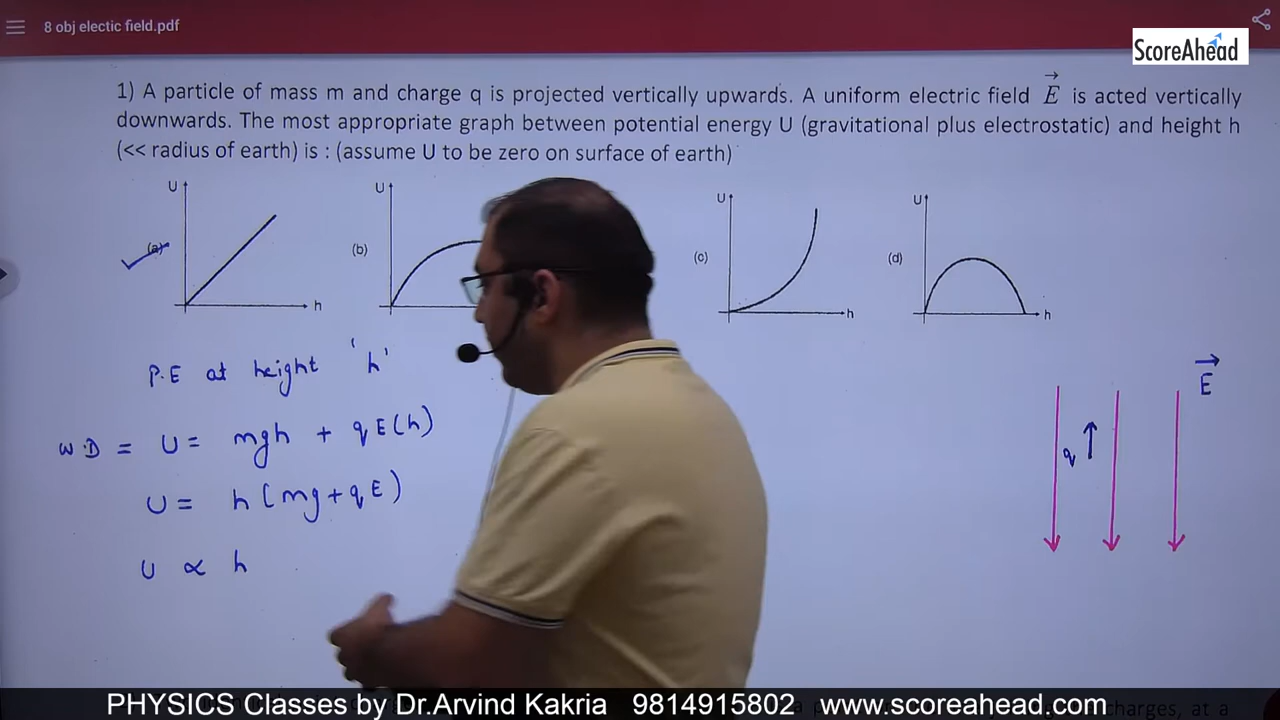 8 obj electic field.pdf
ScoreAhead
1) A particle of mass m and charge q is projected vertically upwards. A uniform electric field E⃗ is acted vertically
downwards. The most appropriate graph between potential energy U (gravitational plus electrostatic) and height h
(<< radius of earth) is : (assume U to be zero on surface of earth)
U
(a)
h
U
(b)
U
(c)
h
U
(d)
h
P.E at height 'h'
W.D = U = mgh + qE(h)
U = h(mg+qE)
U ∝ h
E⃗
q
charges, at a
PHYSICS Classes by Dr.Arvind Kakria 9814915802 www.scoreahead.com